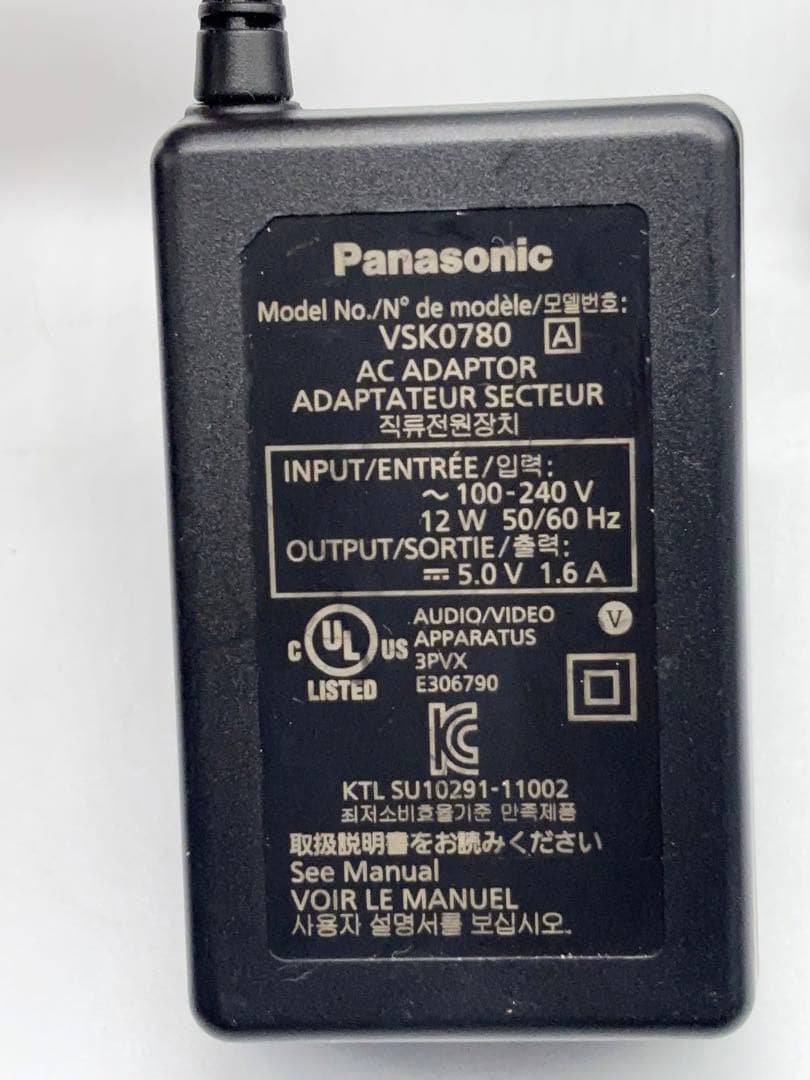 Panasonic
Model No./N° de modèle/모델번호:
VSK0780 A
AC ADAPTOR
ADAPTATEUR SECTEUR
직류전원장치
INPUT/ENTRÉE/입력:
～ 100-240 V
12 W 50/60 Hz
OUTPUT/SORTIE/출력:
⎓ 5.0 V 1.6 A
C UL US LISTED
AUDIO/VIDEO
APPARATUS
3PVX
E306790
V
KC
KTL SU10291-11002
최저소비효율기준 만족제품
取扱説明書をお読みください
See Manual
VOIR LE MANUEL
사용자 설명서를 보십시오.